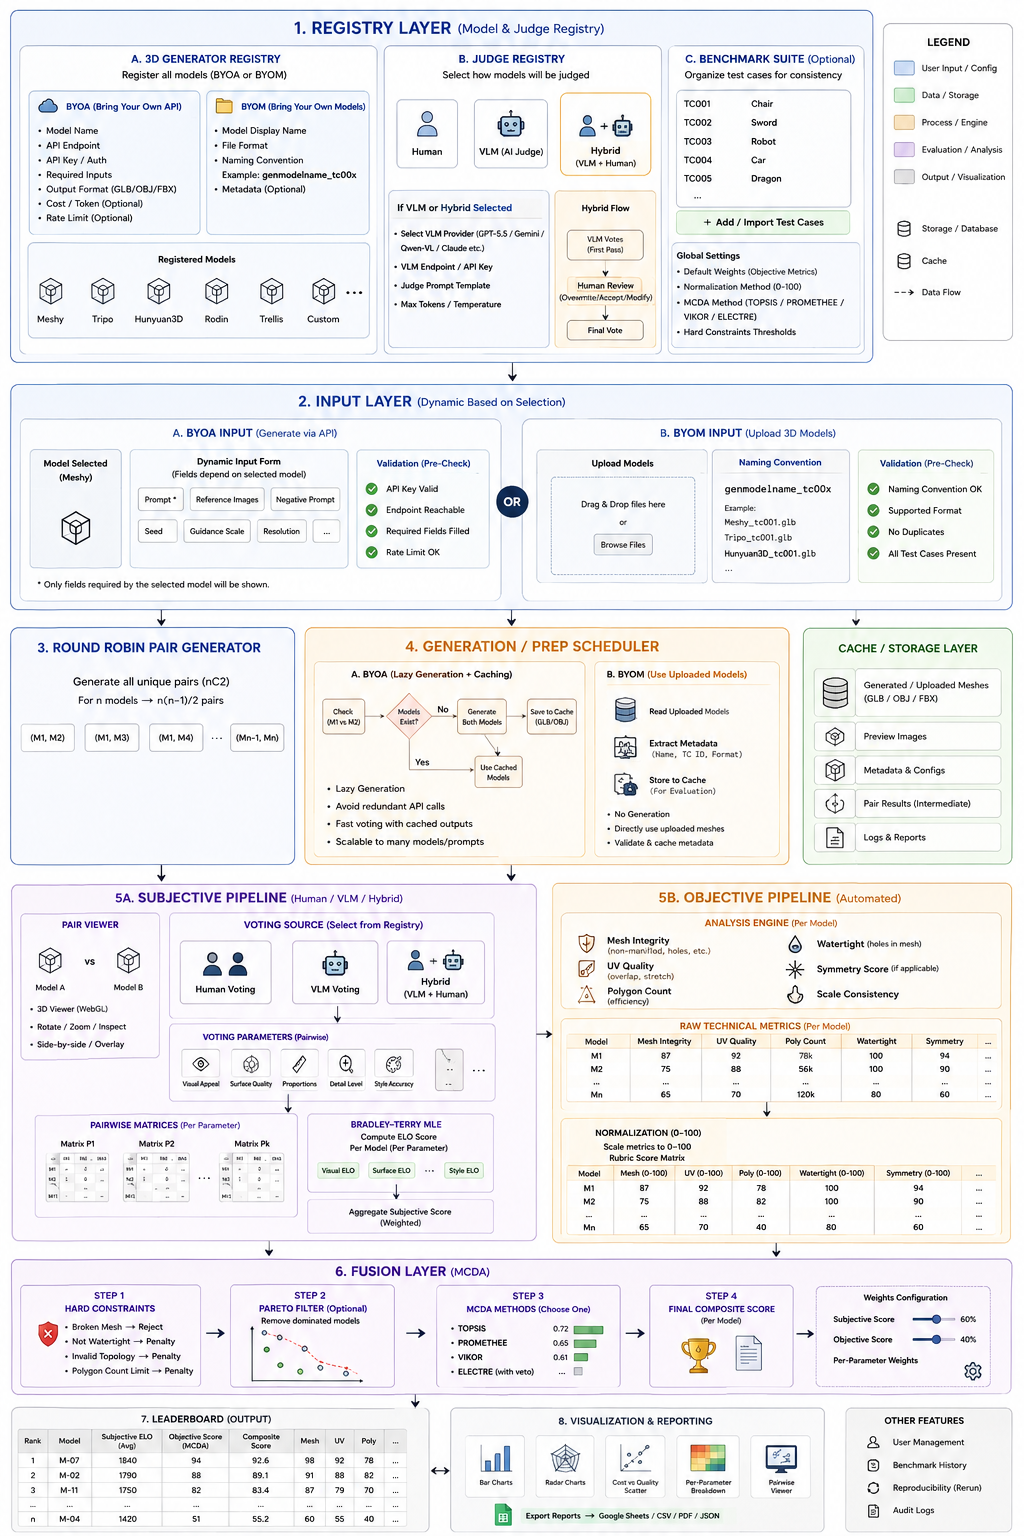 1. REGISTRY LAYER (Model & Judge Registry)
A. 3D GENERATOR REGISTRY
Register all models (BYOA or BYOM)
BYOA (Bring Your Own API)
• Model Name
• API Endpoint
• API Key / Auth
• Required Inputs
• Output Format (GLB/OBJ/FBX)
• Cost / Token (Optional)
• Rate Limit (Optional)
BYOM (Bring Your Own Models)
• Model Display Name
• File Format
• Naming Convention
Example: genmodelname_tc00x
• Metadata (Optional)
Registered Models
Meshy
Tripo
Hunyuan3D
Rodin
Trellis
Custom
B. JUDGE REGISTRY
Select how models will be judged
Human
VLM (AI Judge)
Hybrid
(VLM + Human)
If VLM or Hybrid Selected
• Select VLM Provider (GPT-5.5 / Gemini /
Qwen-VL / Claude etc.)
• VLM Endpoint / API Key
• Judge Prompt Template
• Max Tokens / Temperature
Hybrid Flow
VLM Votes
(First Pass)
Human Review
Final Vote
C. BENCHMARK SUITE (Optional)
Organize test cases for consistency
TC001 Chair
TC002 Sword
TC003 Robot
TC004 Car
TC005 Dragon
...
+ Add / Import Test Cases
Global Settings
• Default Weights (Objective Metrics)
• Normalization Method (0–100)
• MCDA Method (TOPSIS / PROMETHEE /
VIKOR / ELECTRE)
• Hard Constraints Thresholds
LEGEND
User Input / Config
Data / Storage
Process / Engine
Evaluation / Analysis
Output / Visualization
Storage / Database
Cache
Data Flow
2. INPUT LAYER (Dynamic Based on Selection)
A. BYOA INPUT (Generate via API)
Model Selected
(Meshy)
Dynamic Input Form
(Fields depend on selected model)
Prompt *
Reference Images
Negative Prompt
Seed
Guidance Scale
Resolution
...
Validation (Pre-Check)
API Key Valid
Endpoint Reachable
Required Fields Filled
Rate Limit OK
* Only fields required by the selected model will be shown.
OR
B. BYOM INPUT (Upload 3D Models)
Upload Models
Drag & Drop files here
or
Browse Files
Naming Convention
genmodelname_tc00x
Example:
Meshy_tc001.glb
Tripo_tc001.glb
Hunyuan3D_tc001.glb
...
Validation (Pre-Check)
Naming Convention OK
Supported Format
No Duplicates
All Test Cases Present
3. ROUND ROBIN PAIR GENERATOR
Generate all unique pairs (nC2)
For n models → n(n−1)/2 pairs
(M1, M2)
(M1, M3)
(M1, M4)
...
(Mn-1, Mn)
4. GENERATION / PREP SCHEDULER
A. BYOA (Lazy Generation + Caching)
Check
(M1 vs M2)
Models
Exist?
No
Generate
Both Models
Save to Cache
(GLB/OBJ)
Yes
Use Cached
Models
• Lazy Generation
• Avoid redundant API calls
• Fast voting with cached outputs
• Scalable to many models/prompts
B. BYOM (Use Uploaded Models)
Read Uploaded Models
Extract Metadata
(Name, TC ID, Format)
Store to Cache
(For Evaluation)
• No Generation
• Directly use uploaded meshes
• Validate & cache metadata
CACHE / STORAGE LAYER
Generated / Uploaded Meshes
(GLB / OBJ / FBX)
Preview Images
Metadata & Configs
Pair Results (Intermediate)
Logs & Reports
5A. SUBJECTIVE PIPELINE (Human / VLM / Hybrid)
PAIR VIEWER
vs
Model A
Model B
• 3D Viewer (WebGL)
• Rotate / Zoom / Inspect
• Side-by-side / Overlay
VOTING SOURCE (Select from Registry)
Human Voting
VLM Voting
Hybrid
(VLM + Human)
VOTING PARAMETERS (Pairwise)
Visual Appeal
Surface Quality
Proportions
Detail Level
Style Accuracy
...
PAIRWISE MATRICES (Per Parameter)
Matrix P1
Matrix P2
Matrix Pk
...
BRADLEY–TERRY MLE
Compute ELO Score
Per Model (Per Parameter)
Visual ELO
Surface ELO
...
Style ELO
Aggregate Subjective Score
(Weighted)
5B. OBJECTIVE PIPELINE (Automated)
ANALYSIS ENGINE (Per Model)
Mesh Integrity
UV Quality
(overlap, stretch)
Polygon Count
(efficiency)
Watertight (holes in mesh)
Symmetry Score (if applicable)
Scale Consistency
RAW TECHNICAL METRICS (Per Model)
Model Mesh Integrity UV Quality Poly Count Watertight Symmetry ...
M1 87 92 78k 100 94 ...
M2 75 88 56k 100 90 ...
... ... ... ... ... ... ...
Mn 65 70 120k 80 60 ...
NORMALIZATION (0–100)
Scale metrics to 0–100
Rubric Score Matrix
Model Mesh (0-100) UV (0-100) Poly (0-100) Watertight (0-100) Symmetry (0-100) ...
M1 87 92 78 100 94 ...
M2 75 88 82 100 90 ...
... ... ... ... ... ...
Mn 65 70 40 80 60 ...
6. FUSION LAYER (MCDA)
STEP 1
HARD CONSTRAINTS
• Broken Mesh → Reject
• Not Watertight → Penalty
• Invalid Topology → Penalty
• Polygon Count Limit → Penalty
STEP 2
PARETO FILTER (Optional)
Remove dominated models
STEP 3
MCDA METHODS (Choose One)
• TOPSIS 0.72
• PROMETHEE 0.65
• VIKOR 0.61
• ELECTRE (with veto) ...
STEP 4
FINAL COMPOSITE SCORE
(Per Model)
Weights Configuration
Subjective Score 60%
Objective Score 40%
Per-Parameter Weights
7. LEADERBOARD (OUTPUT)
Rank Model Subjective ELO (Avg) Objective Score (MCDA) Composite Score Mesh UV Poly ...
1 M-07 1840 94 92.6 98 92 78 ...
2 M-02 1790 88 89.1 91 88 82 ...
3 M-11 1750 82 83.4 87 79 70 ...
... ... ... ... ... ... ... ... ...
n M-04 1420 51 55.2 60 55 40 ...
8. VISUALIZATION & REPORTING
Bar Charts
Radar Charts
Cost vs Quality
Scatter
Per-Parameter
Breakdown
Pairwise
Viewer
Export Reports → Google Sheets / CSV / PDF / JSON
OTHER FEATURES
User Management
Benchmark History
Reproducibility (Rerun)
Audit Logs